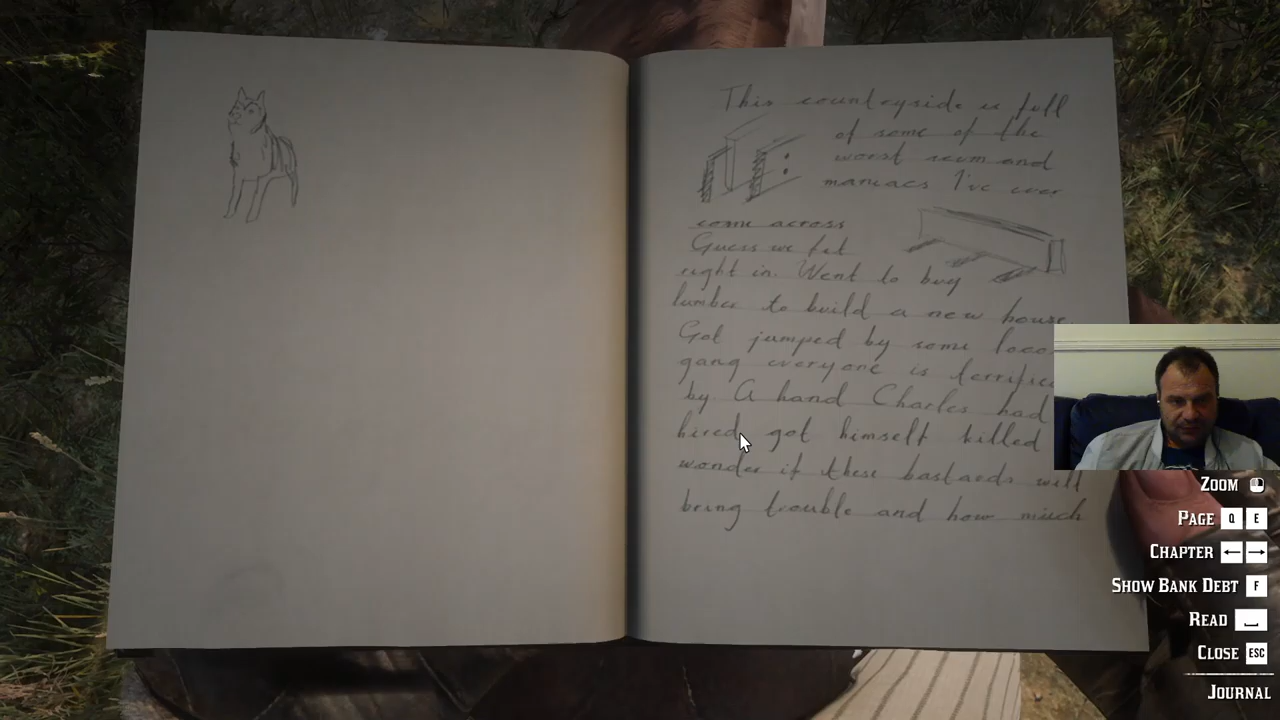 This countryside is full
of some of the
worst scum and
maniacs I've ever
come across
Guess we fit
right in. Went to buy
lumber to build a new house
Got jumped by some
gang everyone is terrified
by. A hand Charles had
hired got himself killed
wonder if these bastards will
bring trouble and how much
ZOOM
PAGE Q E
CHAPTER ← →
SHOW BANK DEBT F
READ
CLOSE ESC
JOURNAL